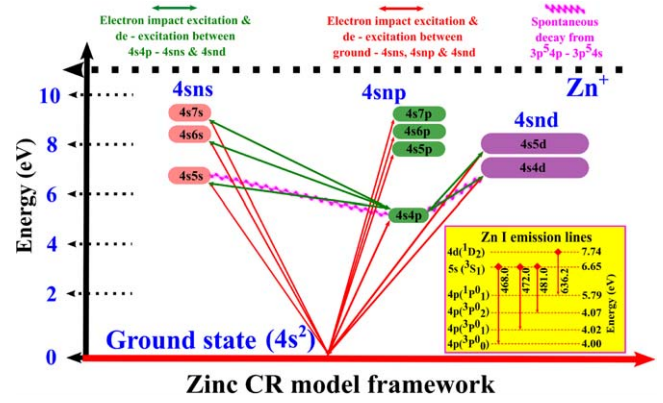 Electron impact excitation &
de - excitation between
4s4p - 4sns & 4snd
Electron impact excitation &
de - excitation between
ground - 4sns, 4snp & 4snd
Spontaneous
decay from
3p⁵4p - 3p⁵4s
Zn⁺
4sns
4snp
4snd
Energy (eV)
10
8
6
4
2
0
4s7s
4s6s
4s5s
4s7p
4s6p
4s5p
4s4p
4s5d
4s4d
Ground state (4s²)
Zn I emission lines
4d(¹D₂)
7.74
5s (³S₁)
6.65
468.0
472.0
481.0
636.2
4p(¹P⁰₁)
5.79
4p(³P⁰₂)
4.07
4p(³P⁰₁)
4.02
4p(³P⁰₀)
4.00
Energy (eV)
Zinc CR model framework